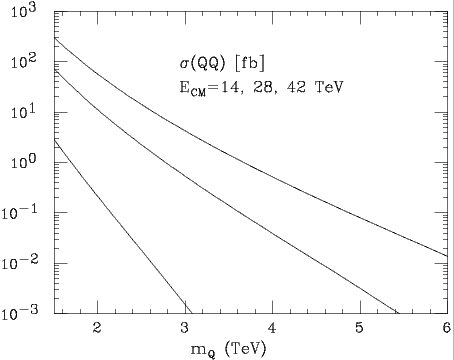 10³
σ(QQ) [fb]
10²
E_CM=14, 28, 42 TeV
10¹
10⁰
10⁻¹
10⁻²
10⁻³
2 3 4 5 6
m_Q (TeV)